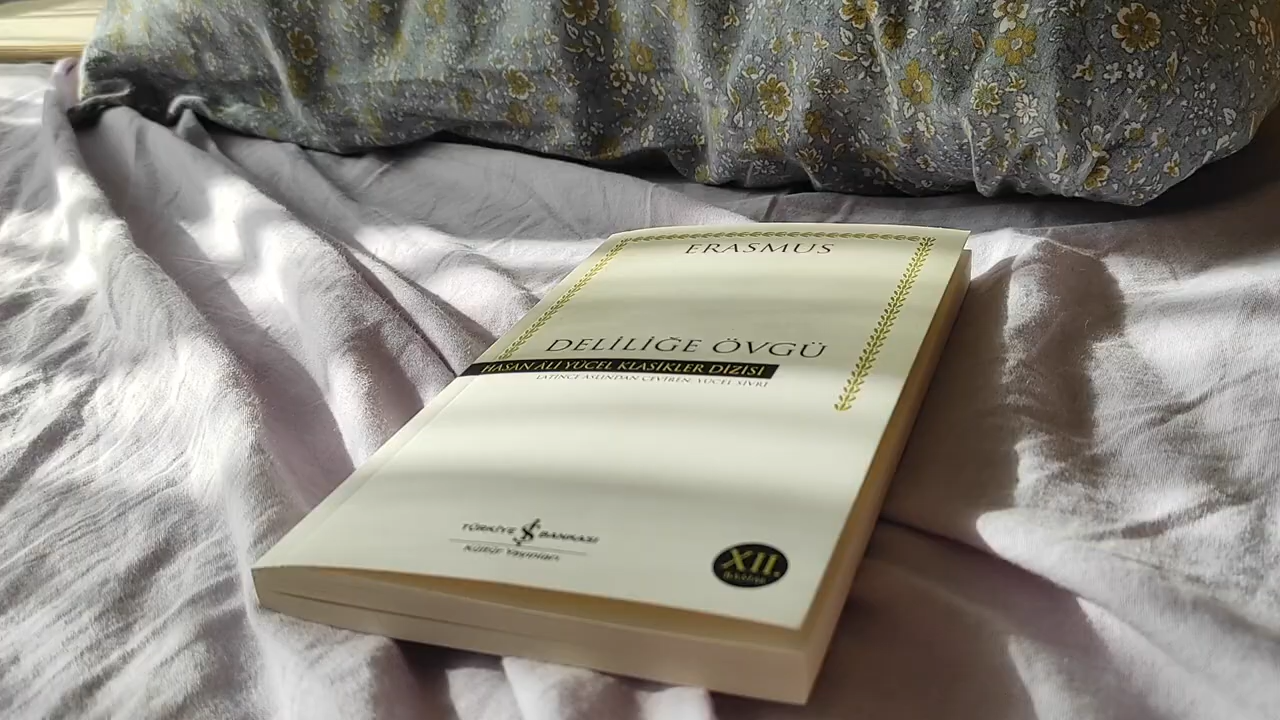 ERASMUS
DELİLİĞE ÖVGÜ
HASAN ÂLİ YÜCEL KLASİKLER DİZİSİ
LATİNCE ASLINDAN ÇEVİREN: YÜCEL SİVRİ
TÜRKİYE İŞ BANKASI
Kültür Yayınları
XII.